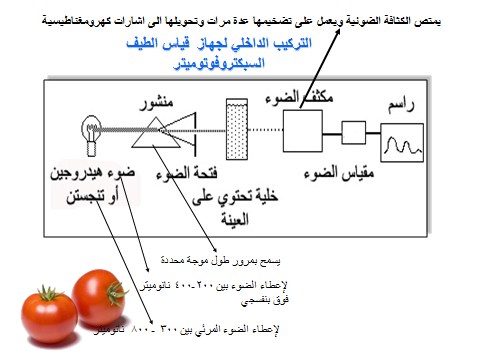 يمتص الكثافة الضوئية ويعمل على تضخيمها عدة مرات وتحويلها الى اشارات كهرومغناطيسية
التركيب الداخلي لجهاز قياس الطيف
السبكتروفوتوميتر
راسم
مكثف الضوء
منشور
مقياس الضوء
فتحة الضوء
ضوء هيدروجين
أو تنجستن
خلية تحتوي على
العينة
يسمح بمرور طول موجة محددة
لإعطاء الضوء بين ٢٠٠-٤٠٠ نانوميتر
فوق بنفسجي
لإعطاء الضوء المرئي بين ٣٠٠ - ٨٠٠ نانوميتر